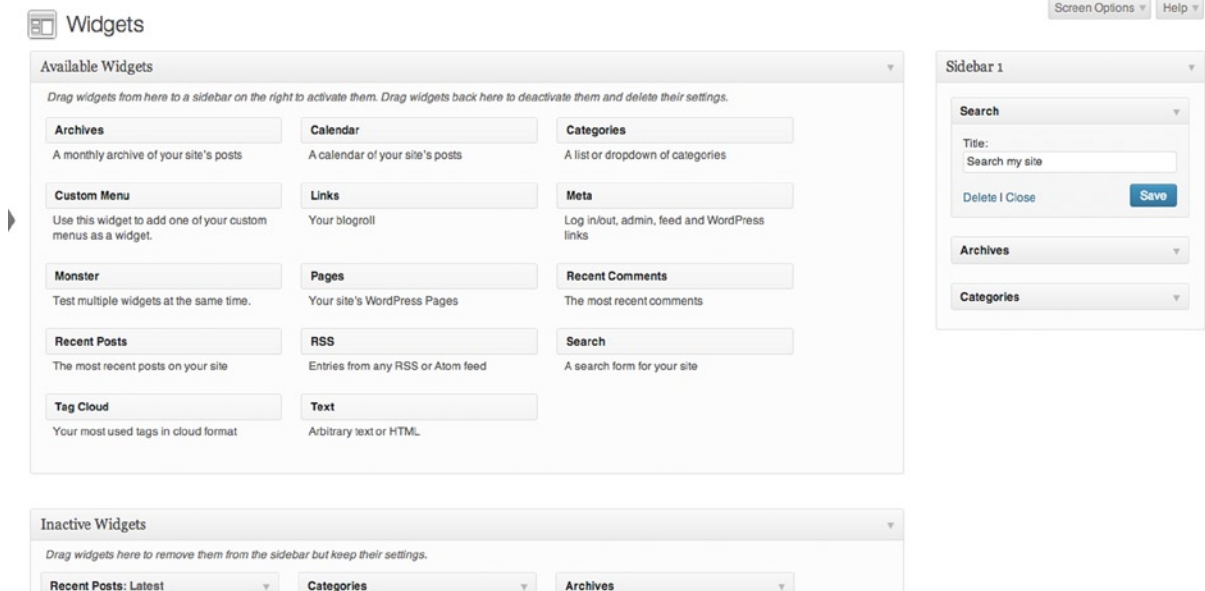 Screen Options Help
Widgets
Available Widgets
Drag widgets from here to a sidebar on the right to activate them. Drag widgets back here to deactivate them and delete their settings.
Archives
A monthly archive of your site's posts
Calendar
A calendar of your site's posts
Categories
A list or dropdown of categories
Custom Menu
Use this widget to add one of your custom
menus as a widget.
Links
Your blogroll
Meta
Log in/out, admin, feed and WordPress
links
Monster
Test multiple widgets at the same time.
Pages
Your site's WordPress Pages
Recent Comments
The most recent comments
Recent Posts
The most recent posts on your site
RSS
Entries from any RSS or Atom feed
Search
A search form for your site
Tag Cloud
Your most used tags in cloud format
Text
Arbitrary text or HTML.
Sidebar 1
Search
Title:
Search my site
Delete | Close
Save
Archives
Categories
Inactive Widgets
Drag widgets here to remove them from the sidebar but keep their settings.
Recent Posts: Latest
Categories
Archives